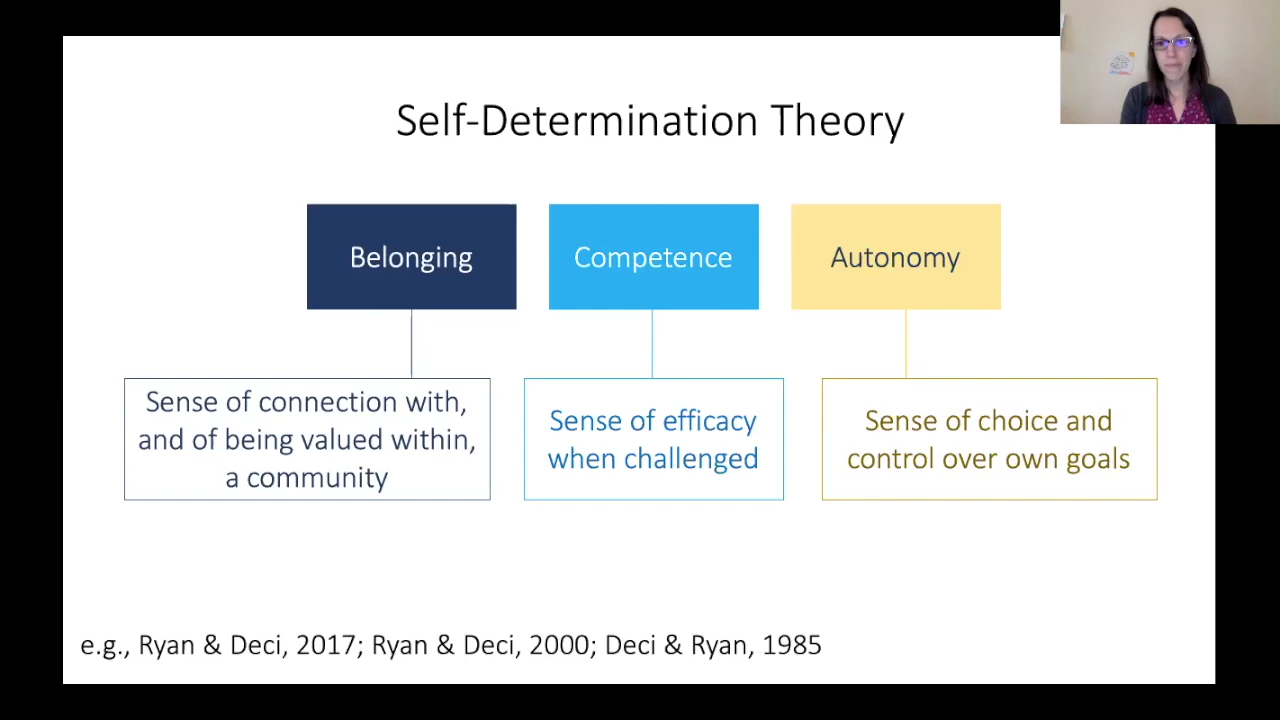 Self-Determination Theory
Belonging
Competence
Autonomy
Sense of connection with,
and of being valued within,
a community
Sense of efficacy
when challenged
Sense of choice and
control over own goals
e.g., Ryan & Deci, 2017; Ryan & Deci, 2000; Deci & Ryan, 1985